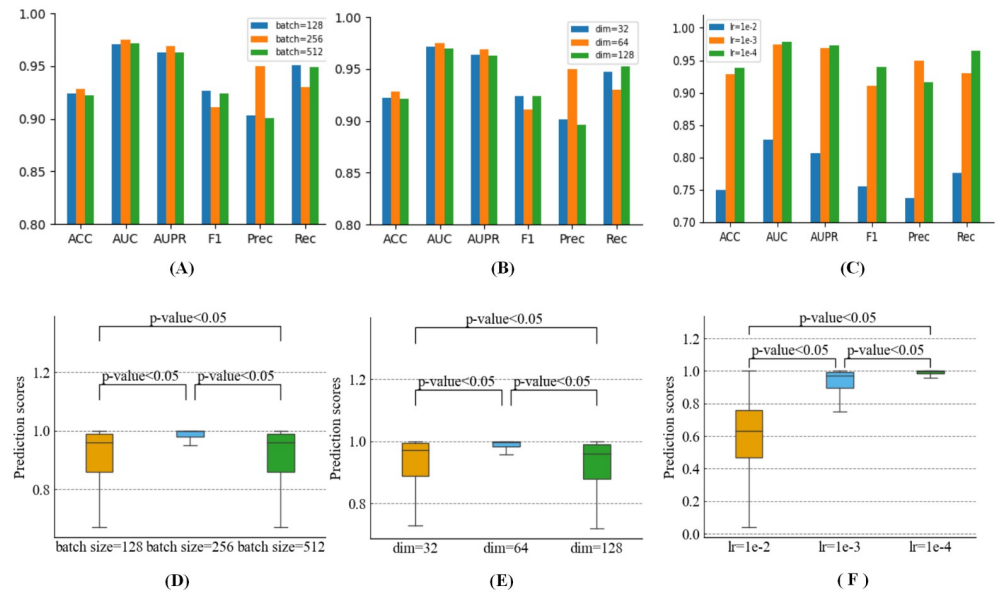 1.00
0.95
0.90
0.85
0.80
batch=128
batch=256
batch=512
ACC AUC AUPR F1 Prec Rec
(A)
1.00
0.95
0.90
0.85
0.80
dim=32
dim=64
dim=128
ACC AUC AUPR F1 Prec Rec
(B)
1.00
0.95
0.90
0.85
0.80
0.75
0.70
lr=1e-2
lr=1e-3
lr=1e-4
ACC AUC AUPR F1 Prec Rec
(C)
Prediction scores
1.2
1.0
0.8
p-value<0.05
p-value<0.05 p-value<0.05
batch size=128 batch size=256 batch size=512
(D)
Prediction scores
1.2
1.0
0.8
p-value<0.05
p-value<0.05 p-value<0.05
dim=32 dim=64 dim=128
(E)
Prediction scores
1.2
1.0
0.8
0.6
0.4
0.2
0.0
p-value<0.05
p-value<0.05 p-value<0.05
lr=1e-2 lr=1e-3 lr=1e-4
( F )